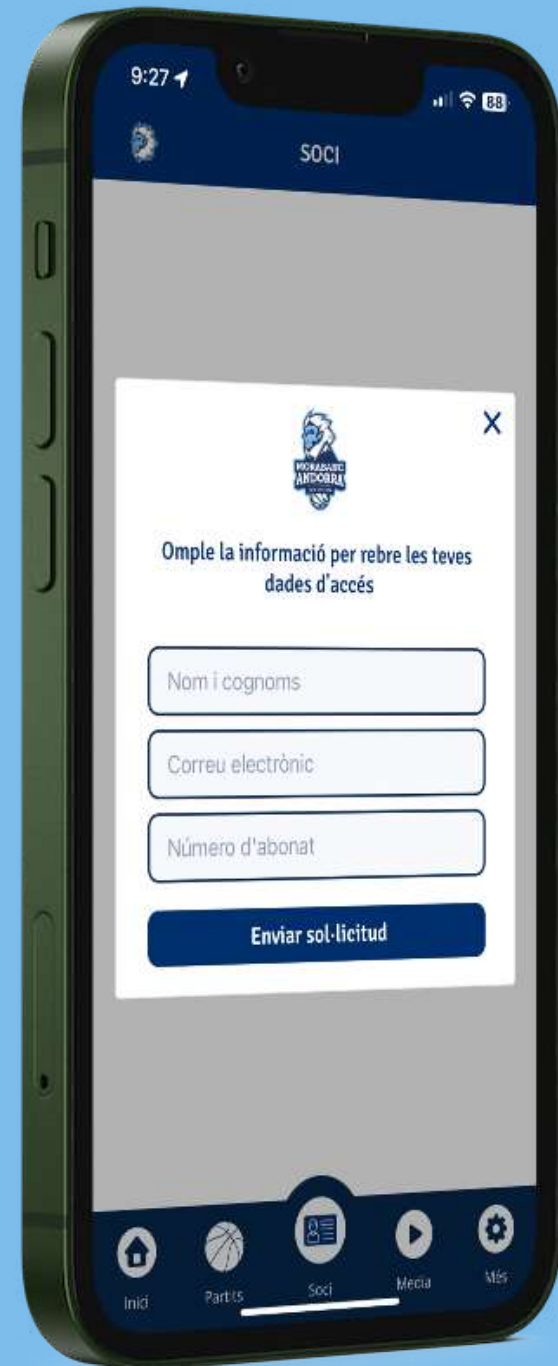 9:27
88
SOCI
MORABANC
ANDORRA
Omple la informació per rebre les teves
dades d'accés
Nom i cognoms
Correu electrònic
Número d'abonat
Enviar sol·licitud
Inici
Partits
Soci
Media
Més